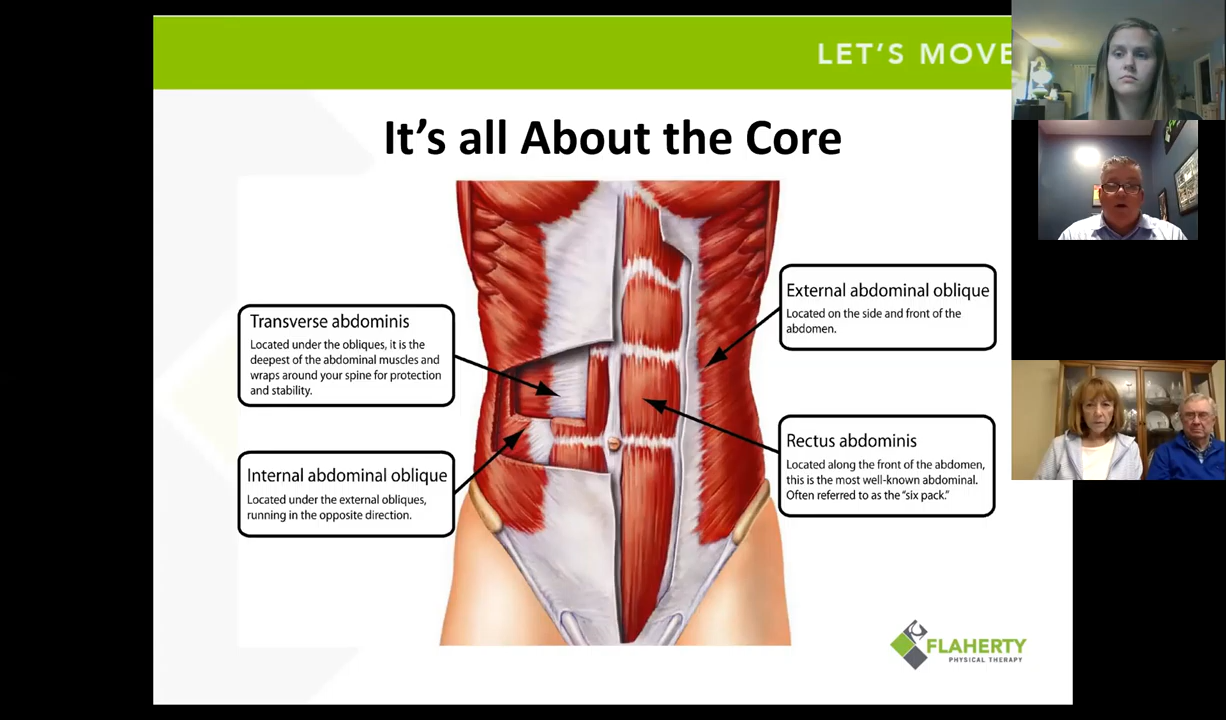 LET'S MOVE
It's all About the Core
Transverse abdominis
Located under the obliques, it is the
deepest of the abdominal muscles and
wraps around your spine for protection
and stability.
Internal abdominal oblique
Located under the external obliques,
running in the opposite direction.
External abdominal oblique
Located on the side and front of the
abdomen.
Rectus abdominis
Located along the front of the abdomen,
this is the most well-known abdominal.
Often referred to as the “six pack.”
FLAHERTY
PHYSICAL THERAPY